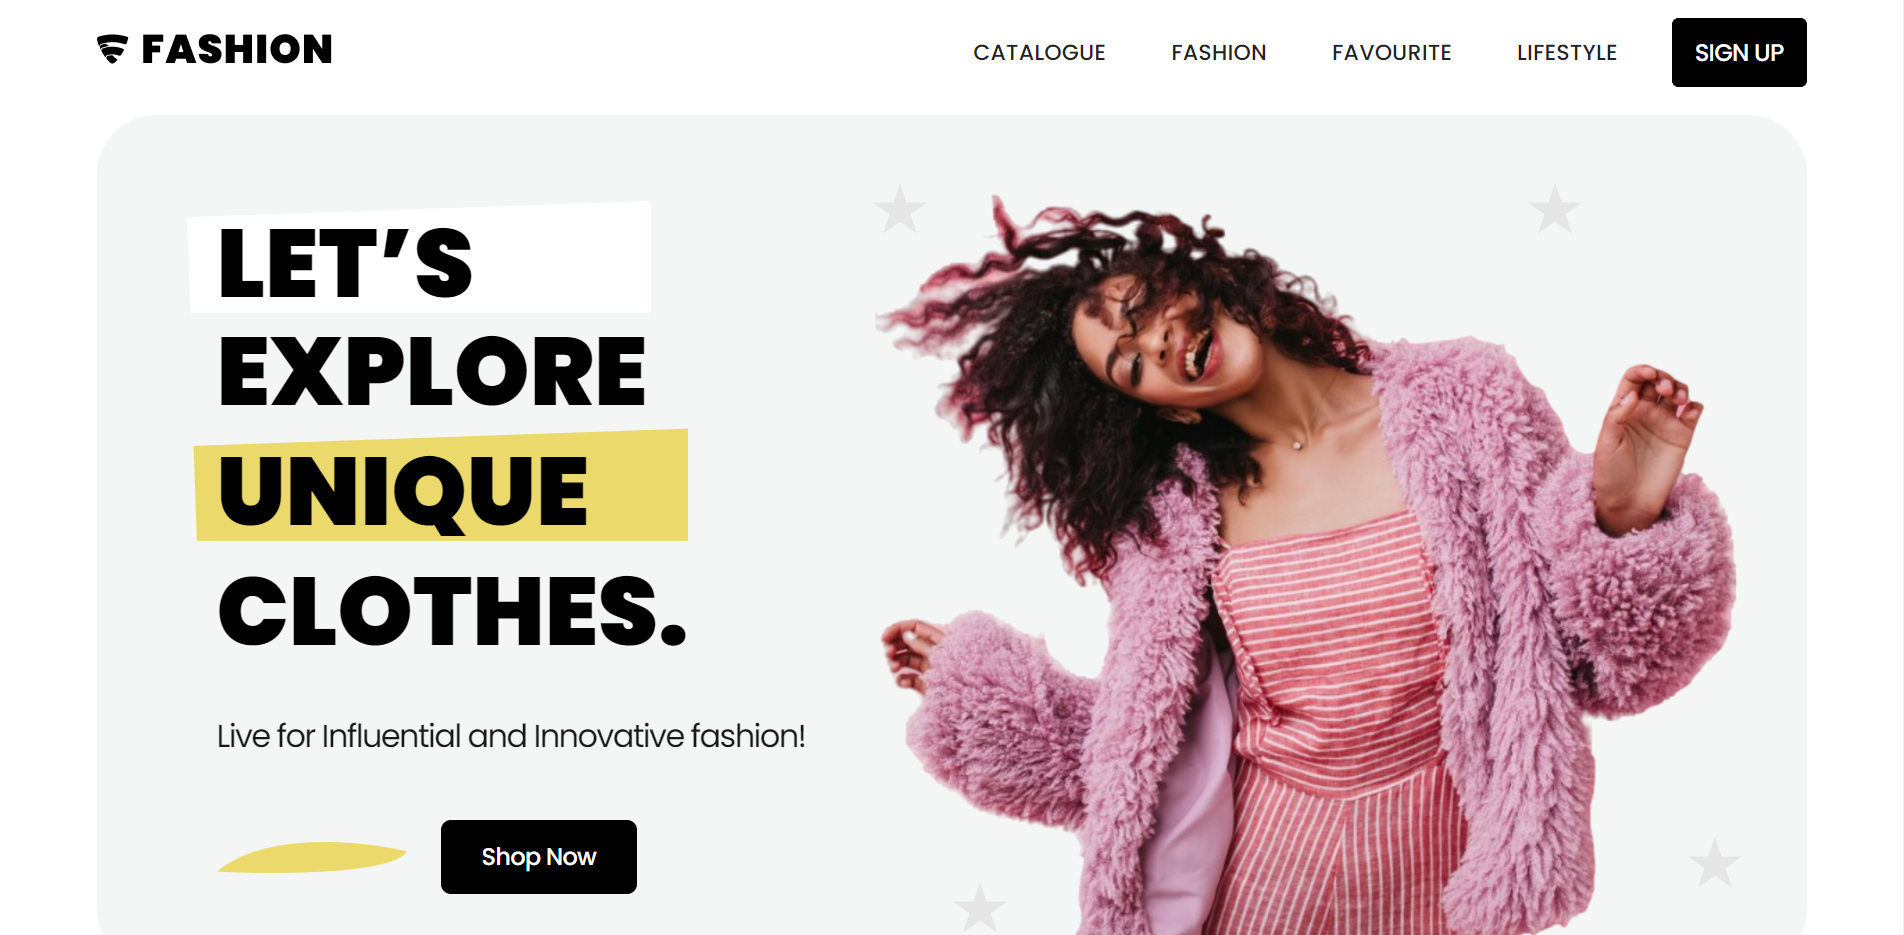 FASHION
CATALOGUE FASHION FAVOURITE LIFESTYLE SIGN UP
LET’S
EXPLORE
UNIQUE
CLOTHES.
Live for Influential and Innovative fashion!
Shop Now